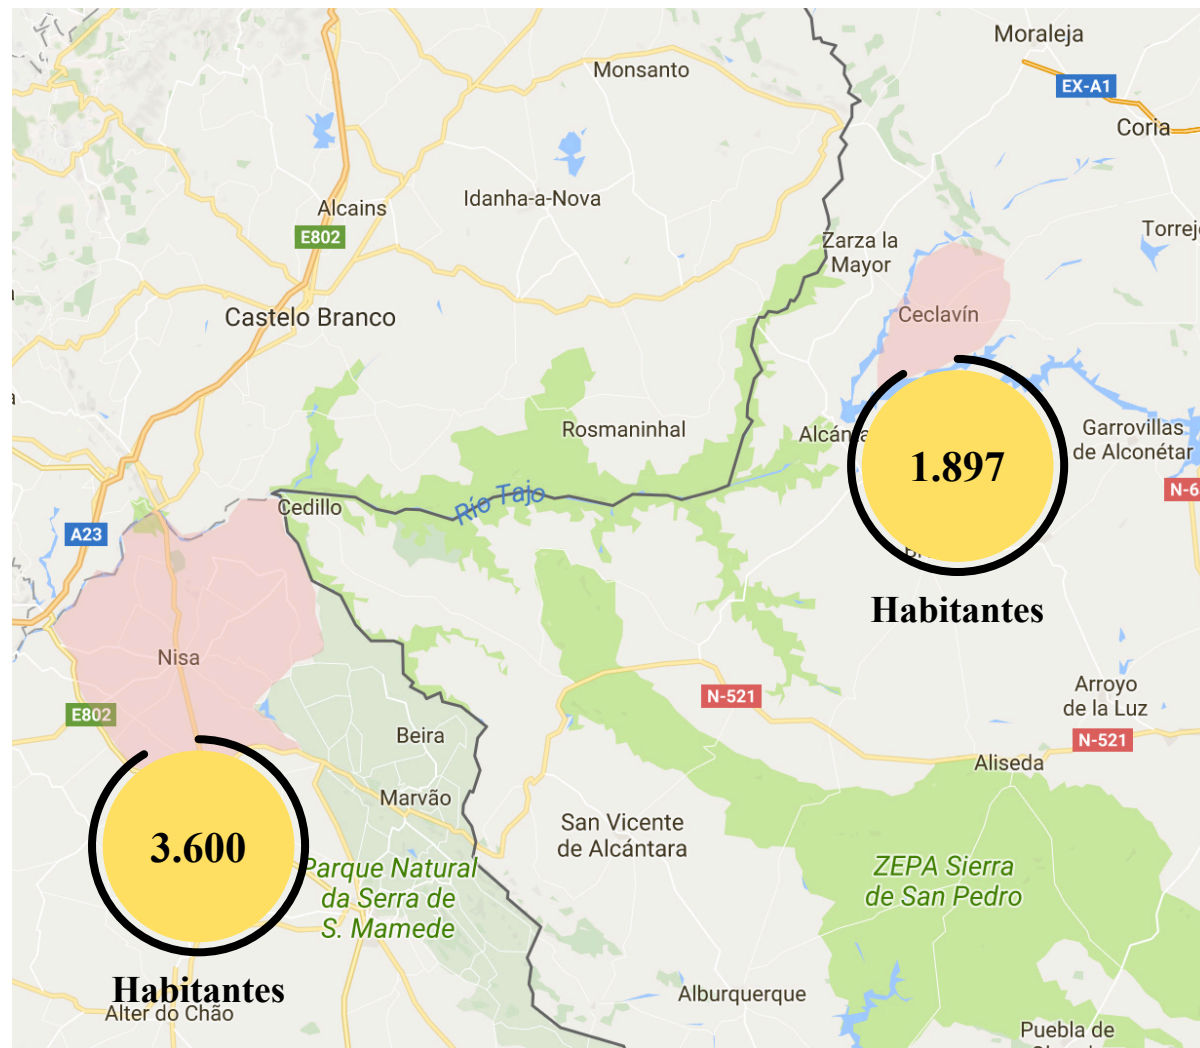 Moraleja
Monsanto
EX-A1
Coria
Idanha-a-Nova
Alcains
E802
Torrej
Zarza la
Mayor
Castelo Branco
Ceclavín
Rosmaninhal
Alcánta
Garrovillas
de Alconétar
1.897
Río Tajo
N-6
Cedillo
A23
Habitantes
Nisa
E802
N-521
Arroyo
de la Luz
Beira
N-521
Aliseda
Marvão
San Vicente
de Alcántara
3.600
Parque Natural
da Serra de
S. Mamede
ZEPA Sierra
de San Pedro
Habitantes
Alter do Chão
Alburquerque
Puebla de